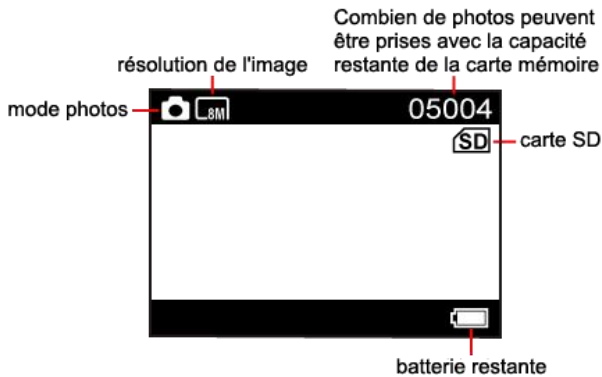 Combien de photos peuvent
être prises avec la capacité
restante de la carte mémoire
résolution de l'image
mode photos
8M
05004
SD
carte SD
batterie restante